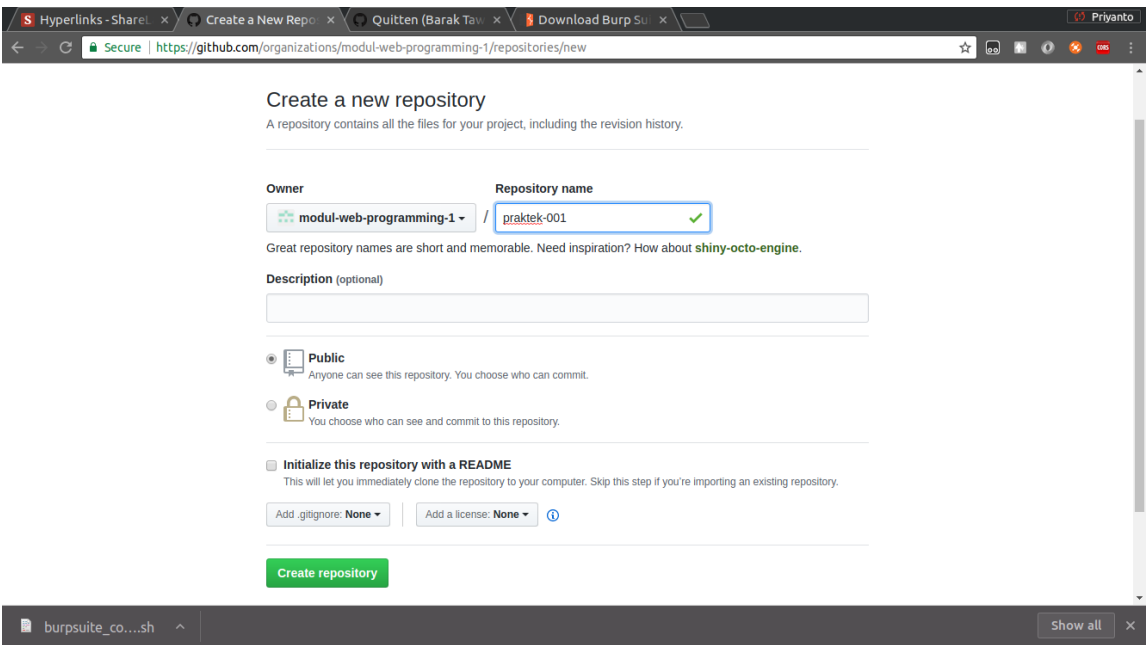 Hyperlinks - ShareL
Create a New Repos
Quitten (Barak Taw
Download Burp Sui
Priyanto
Secure
https://github.com/organizations/modul-web-programming-1/repositories/new
Create a new repository
A repository contains all the files for your project, including the revision history.
Owner
Repository name
modul-web-programming-1
/
praktek-001
Great repository names are short and memorable. Need inspiration? How about shiny-octo-engine.
Description (optional)
Public
Anyone can see this repository. You choose who can commit.
Private
You choose who can see and commit to this repository.
Initialize this repository with a README
This will let you immediately clone the repository to your computer. Skip this step if you're importing an existing repository.
Add .gitignore: None
Add a license: None
Create repository
burpsuite_co....sh
Show all